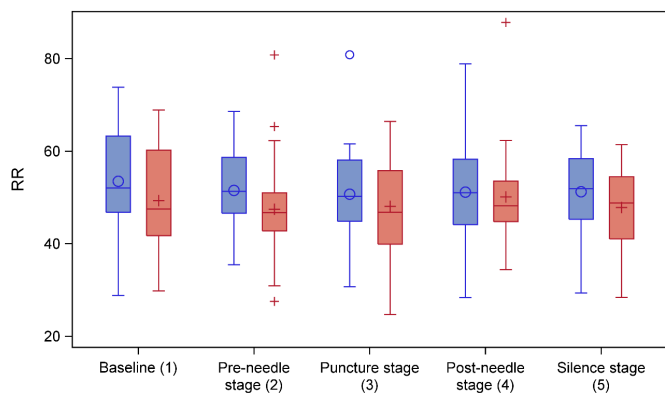 80
60
40
20
RR
Baseline (1)
Pre-needle
stage (2)
Puncture stage
(3)
Post-needle
stage (4)
Silence stage
(5)